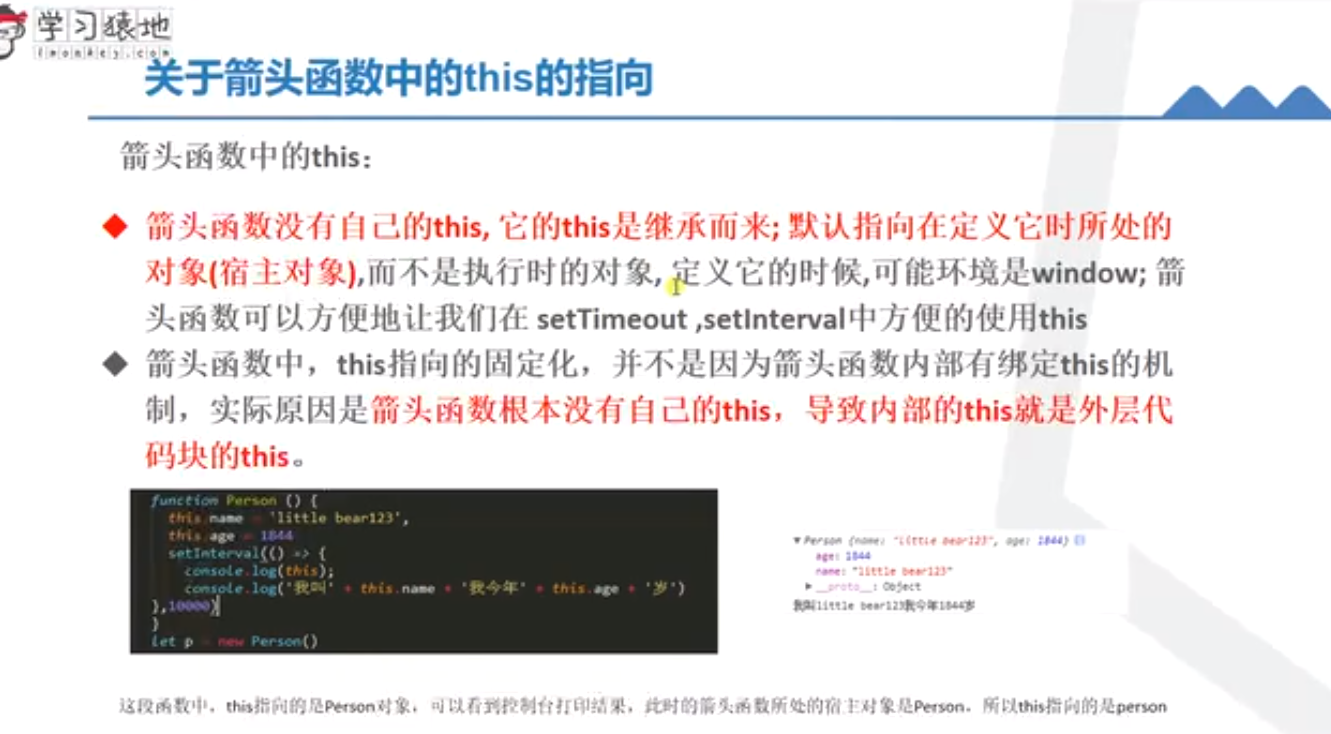 学习猿地
lmonkey.com
关于箭头函数中的this的指向
箭头函数中的this：
箭头函数没有自己的this, 它的this是继承而来; 默认指向在定义它时所处的
对象(宿主对象),而不是执行时的对象, 定义它的时候,可能环境是window; 箭
头函数可以方便地让我们在 setTimeout ,setInterval中方便的使用this
箭头函数中，this指向的固定化，并不是因为箭头函数内部有绑定this的机
制，实际原因是箭头函数根本没有自己的this，导致内部的this就是外层代
码块的this。
function Person () {
this.name = 'little bear123',
this.age = 1844
setInterval(() => {
console.log(this);
console.log('我叫' + this.name + '我今年' + this.age + '岁')
},10000)
}
let p = new Person()
▼Person {name: "little bear123", age: 1844}
age: 1844
name: "little bear123"
▶__proto__: Object
我叫little bear123我今年1844岁
这段函数中，this指向的是Person对象，可以看到控制台打印结果，此时的箭头函数所处的宿主对象是Person，所以this指向的是person